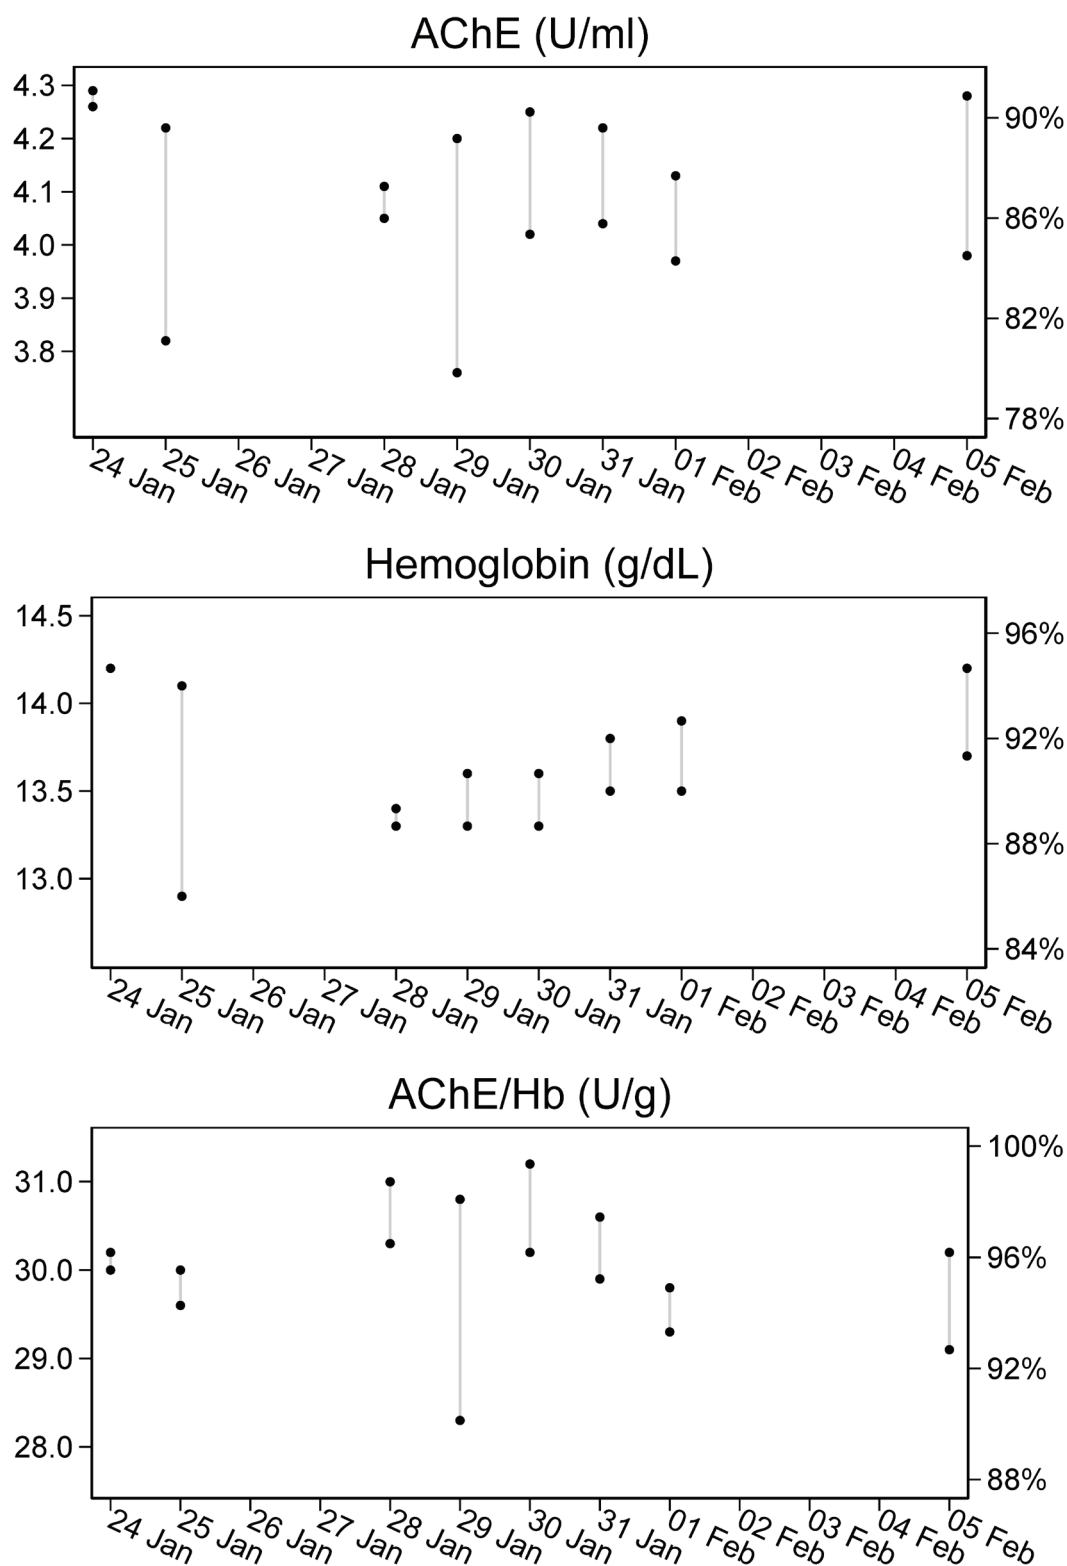 AChE (U/ml)
4.3
4.2
4.1
4.0
3.9
3.8
90%
86%
82%
78%
24 Jan
25 Jan
26 Jan
27 Jan
28 Jan
29 Jan
30 Jan
31 Jan
01 Feb
02 Feb
03 Feb
04 Feb
05 Feb
Hemoglobin (g/dL)
14.5
14.0
13.5
13.0
96%
92%
88%
84%
24 Jan
25 Jan
26 Jan
27 Jan
28 Jan
29 Jan
30 Jan
31 Jan
01 Feb
02 Feb
03 Feb
04 Feb
05 Feb
AChE/Hb (U/g)
31.0
30.0
29.0
28.0
100%
96%
92%
88%
24 Jan
25 Jan
26 Jan
27 Jan
28 Jan
29 Jan
30 Jan
31 Jan
01 Feb
02 Feb
03 Feb
04 Feb
05 Feb